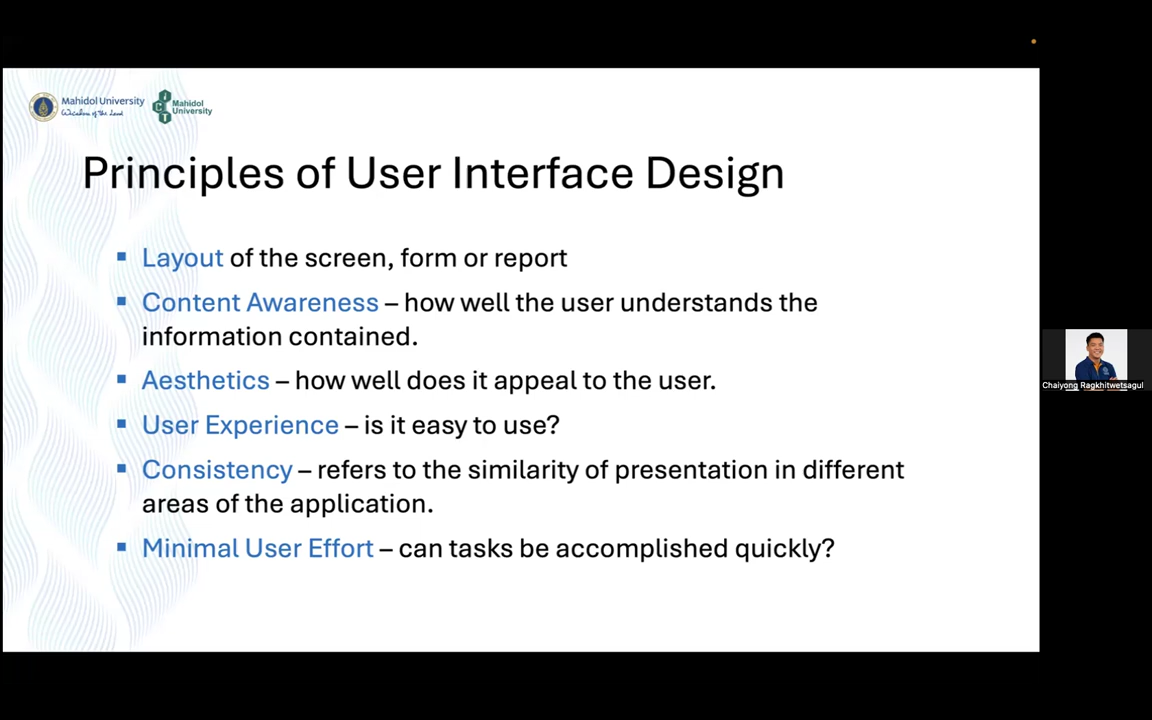 Mahidol University
Wisdom of the Land
Mahidol
University
ICT
Principles of User Interface Design
Layout of the screen, form or report
Content Awareness – how well the user understands the
information contained.
Aesthetics – how well does it appeal to the user.
User Experience – is it easy to use?
Consistency – refers to the similarity of presentation in different
areas of the application.
Minimal User Effort – can tasks be accomplished quickly?
Chaiyong Ragkhitwetsagul